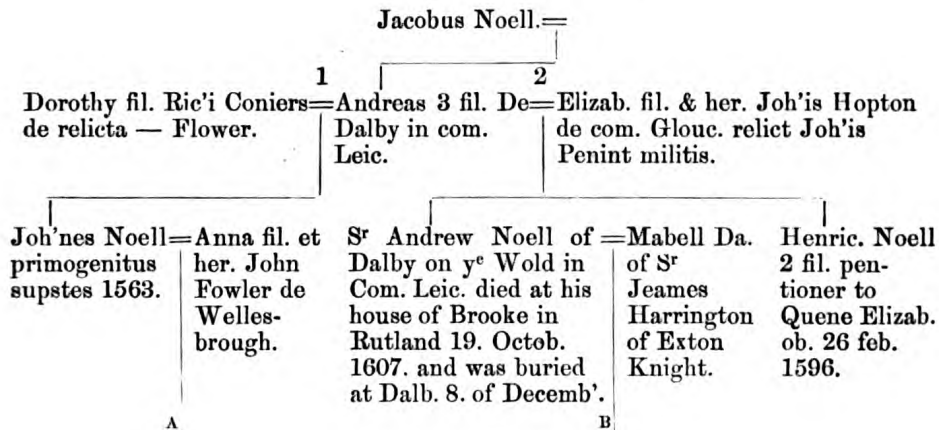 Jacobus Noell.=
1
2
Dorothy fil. Ric'i Coniers=
de relicta — Flower.
Andreas 3 fil. De=
Dalby in com.
Leic.
Elizab. fil. & her. Joh'is Hopton
de com. Glouc. relict Joh'is
Penint militis.
Joh'nes Noell=
primogenitus
supstes 1563.
Anna fil. et
her. John
Fowler de
Welles-
brough.
Sr Andrew Noell of =
Dalby on ye Wold in
Com. Leic. died at his
house of Brooke in
Rutland 19. Octob.
1607. and was buried
at Dalb. 8. of Decemb'.
Mabell Da.
of Sr
Jeames
Harrington
of Exton
Knight.
Henric. Noell
2 fil. pen-
tioner to
Quene Elizab.
ob. 26 feb.
1596.
A
B